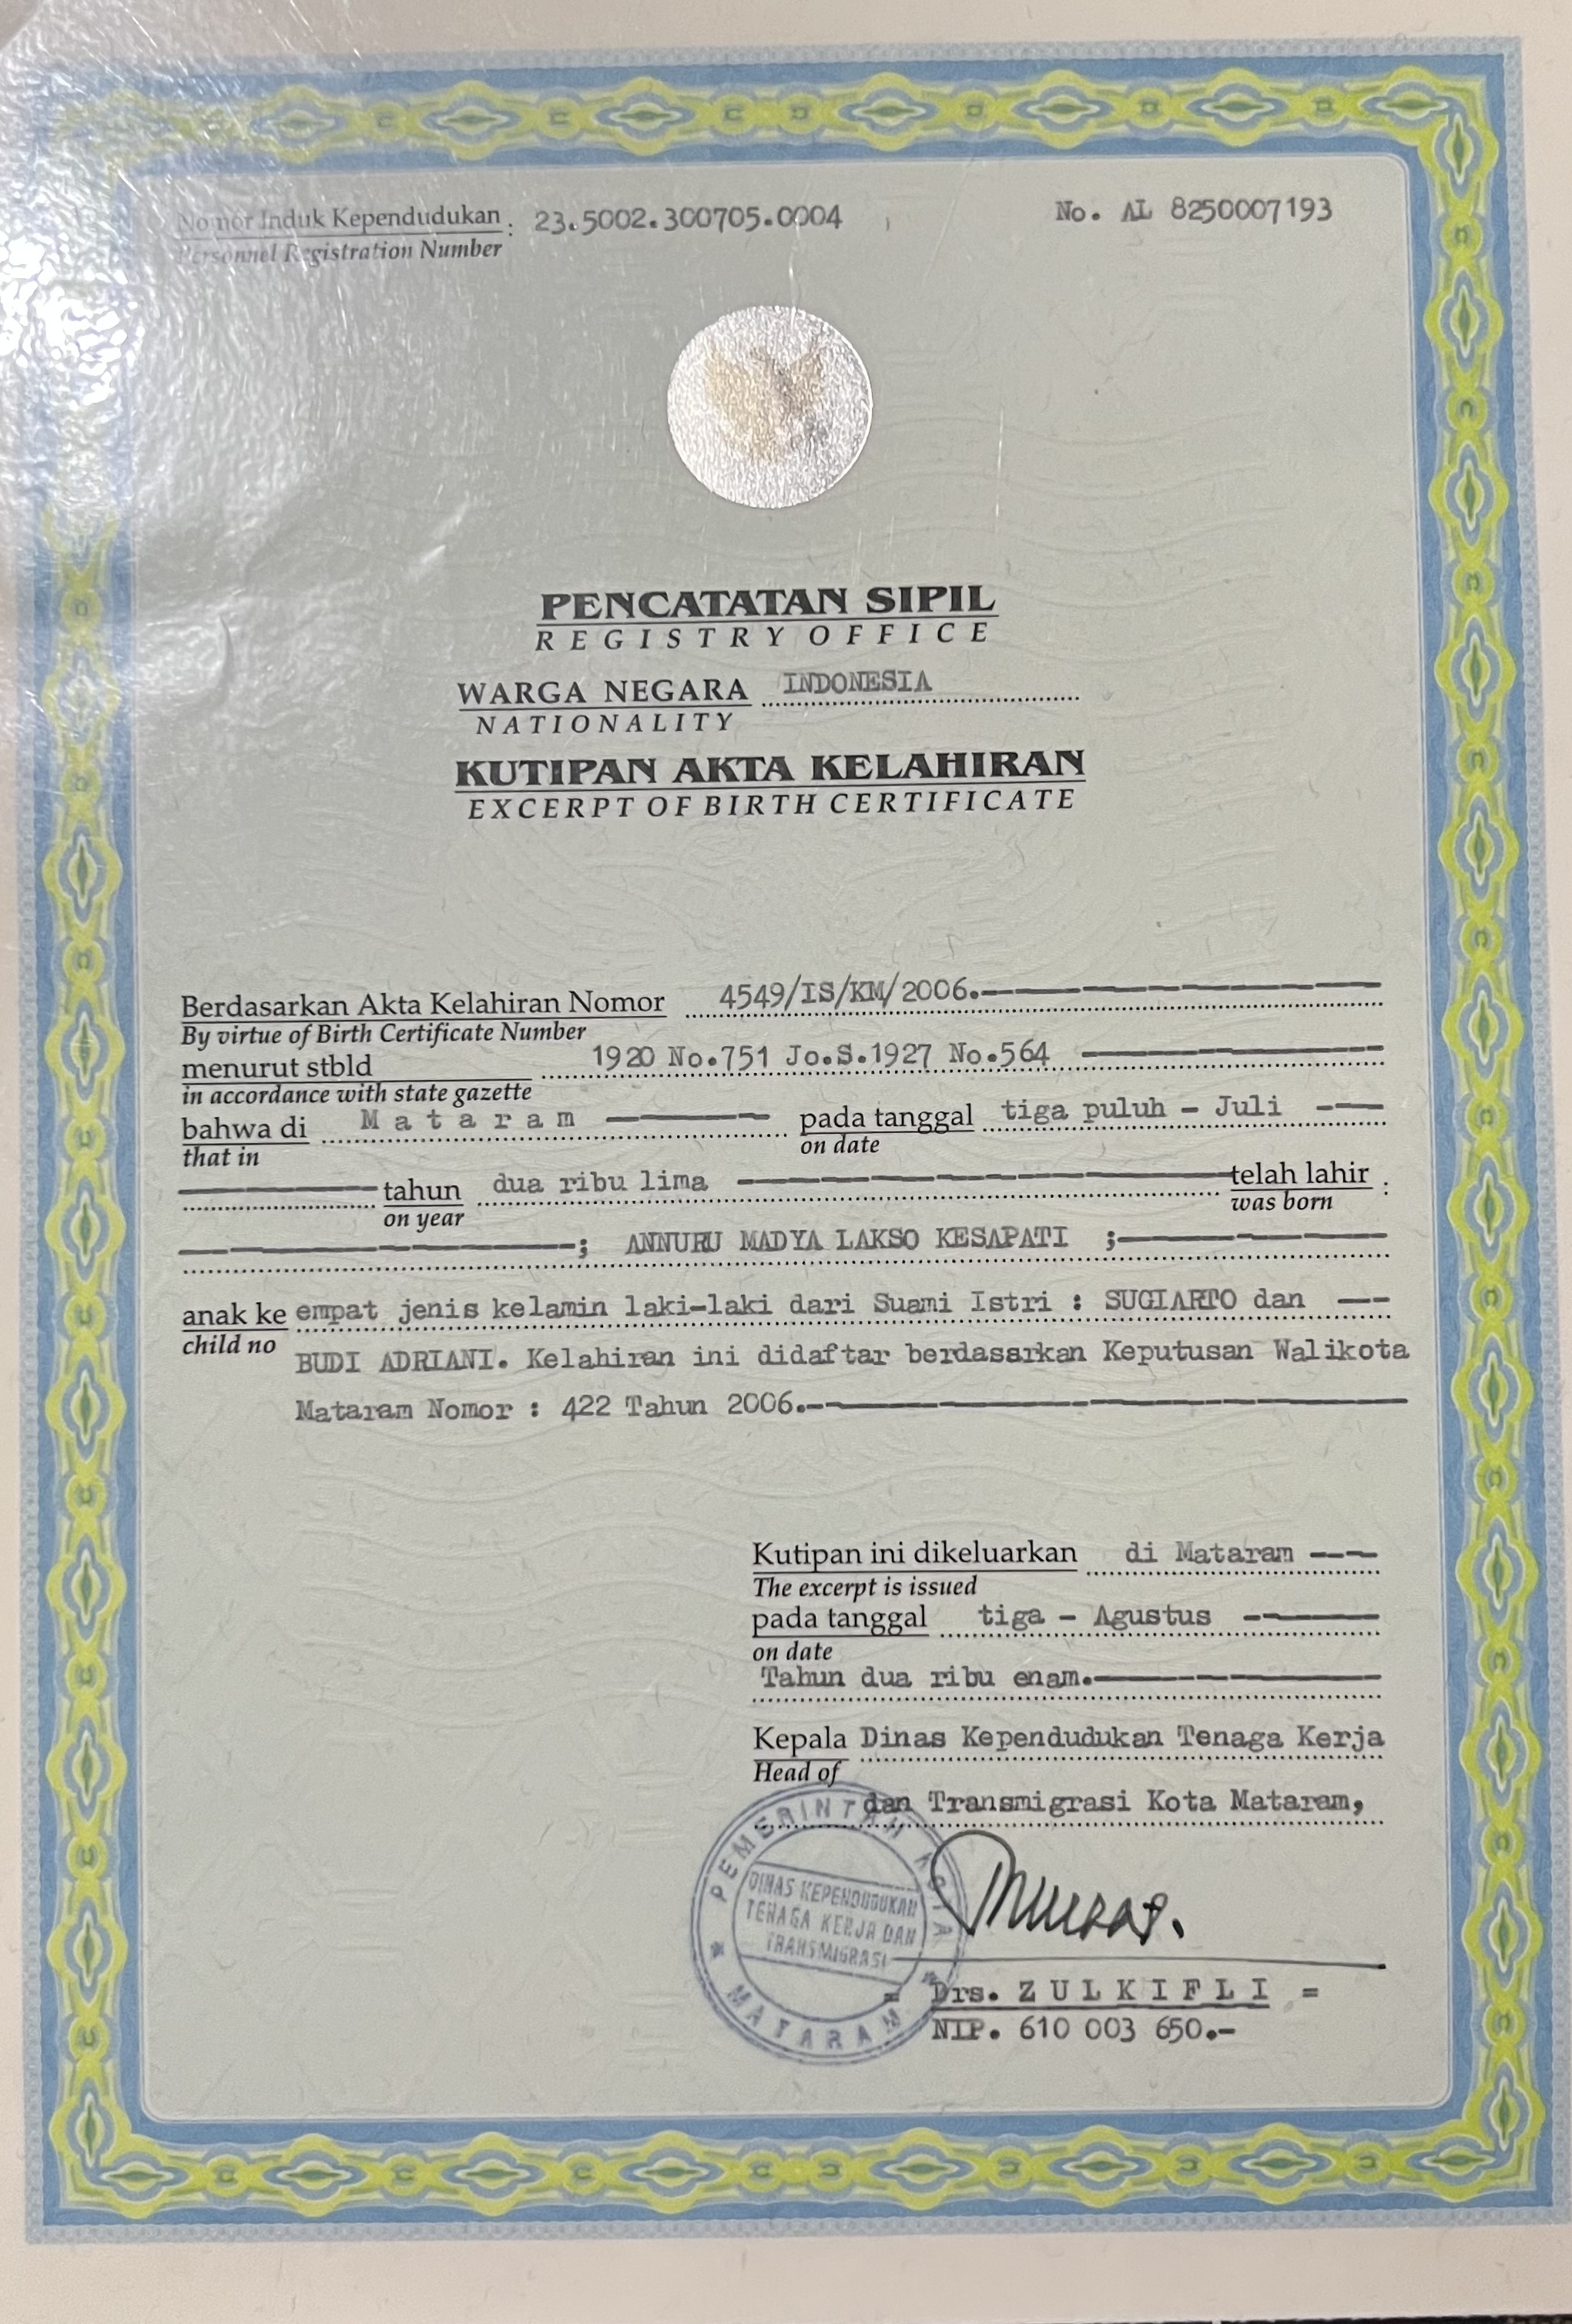 Nomor Induk Kependudukan : 23.5002.300705.0004 No. AL 8250007193
Personnel Registration Number
PENCATATAN SIPIL
REGISTRY OFFICE
WARGA NEGARA INDONESIA
NATIONALITY
KUTIPAN AKTA KELAHIRAN
EXCERPT OF BIRTH CERTIFICATE
Berdasarkan Akta Kelahiran Nomor 4549/IS/KM/2006.
By virtue of Birth Certificate Number
menurut stbld 1920 No.751 Jo.S.1927 No.564
in accordance with state gazette
bahwa di Mataram pada tanggal tiga puluh - Juli
that in on date
tahun dua ribu lima telah lahir :
on year was born
; ANNURU MADYA LAKSO KESAPATI ;
anak ke empat jenis kelamin laki-laki dari Suami Istri : SUGIARTO dan
child no
BUDI ADRIANI. Kelahiran ini didaftar berdasarkan Keputusan Walikota
Mataram Nomor : 422 Tahun 2006.
Kutipan ini dikeluarkan di Mataram
The excerpt is issued
pada tanggal tiga - Agustus
on date
Tahun dua ribu enam.
Kepala Dinas Kependudukan Tenaga Kerja
Head of
dan Transmigrasi Kota Mataram,
PEMERINTAH KOTA
DINAS KEPENDUDUKAN
TENAGA KERJA DAN
TRANSMIGRASI
MATARAM
= Drs. ZULKIFLI =
NIP. 610 003 650.-